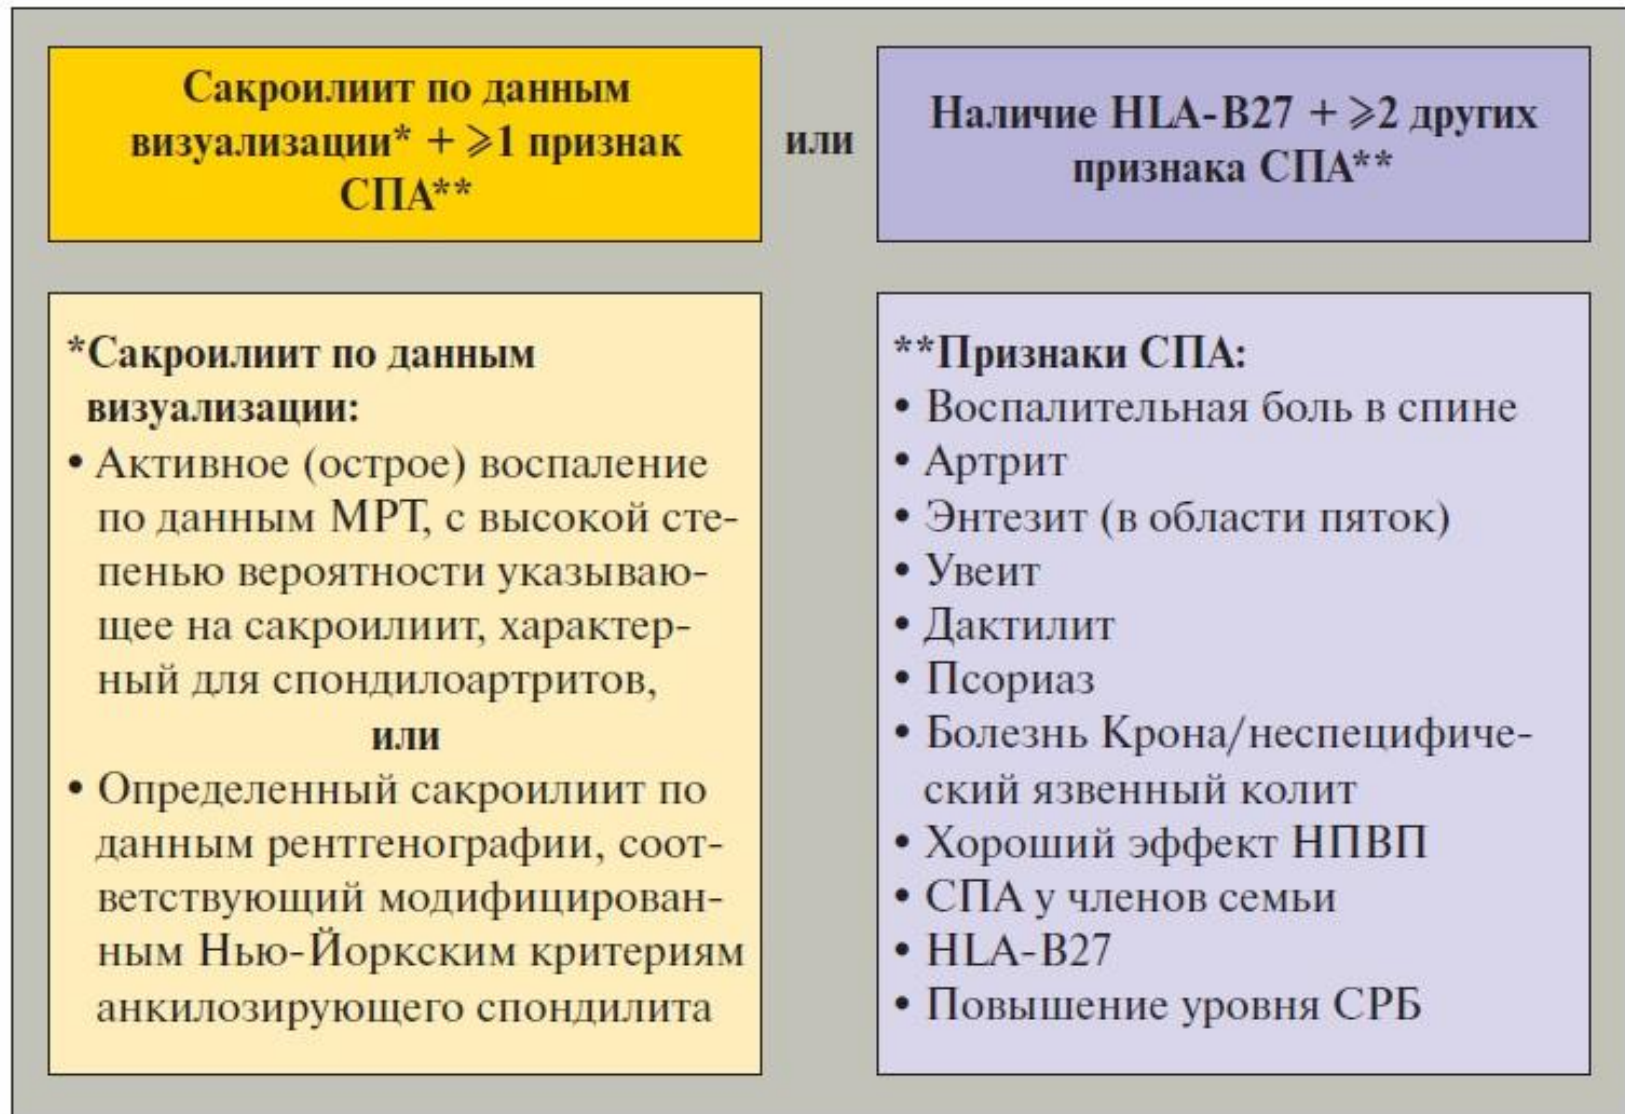 Сакроилиит по данным
визуализации* + ⩾1 признак
СПА**
или
Наличие HLA-B27 + ⩾2 других
признака СПА**
*Сакроилиит по данным
визуализации:
• Активное (острое) воспаление
по данным МРТ, с высокой сте-
пенью вероятности указываю-
щее на сакроилиит, характер-
ный для спондилоартритов,
или
• Определенный сакроилиит по
данным рентгенографии, соот-
ветствующий модифицирован-
ным Нью-Йоркским критериям
анкилозирующего спондилита
**Признаки СПА:
• Воспалительная боль в спине
• Артрит
• Энтезит (в области пяток)
• Увеит
• Дактилит
• Псориаз
• Болезнь Крона/неспецифиче-
ский язвенный колит
• Хороший эффект НПВП
• СПА у членов семьи
• HLA-B27
• Повышение уровня СРБ